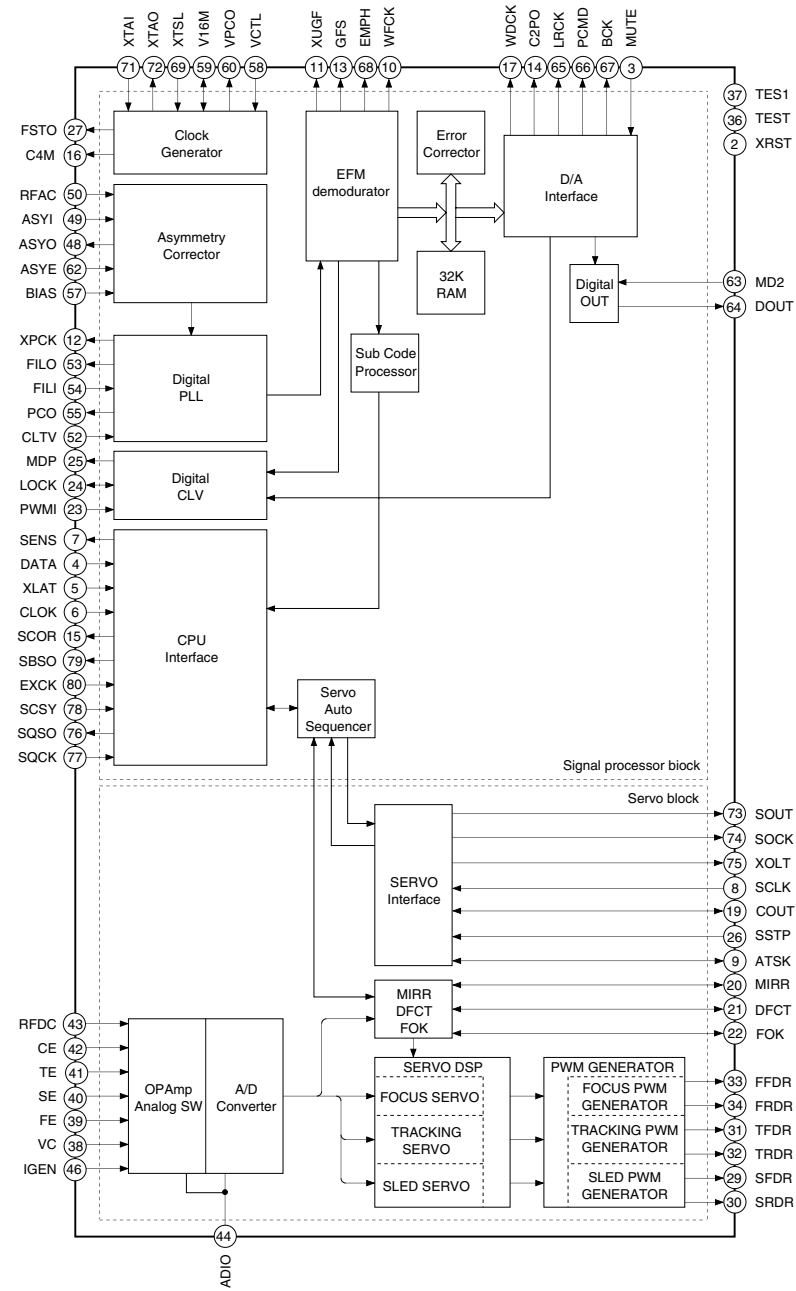 XTAI
XTAO
XTSL
V16M
VPCO
VCTL
XUGF
GFS
EMPH
WFCK
WDCK
C2PO
LRCK
PCMD
BCK
MUTE
71
72
69
59
60
58
11
13
68
10
17
14
65
66
67
3
37 TES1
36 TEST
2 XRST
FSTO 27
C4M 16
Clock
Generator
RFAC 50
ASYI 49
ASYO 48
ASYE 62
BIAS 57
Asymmetry
Corrector
EFM
demodurator
Error
Corrector
32K
RAM
D/A
Interface
Digital
OUT
63 MD2
64 DOUT
XPCK 12
FILO 53
FILI 54
PCO 55
CLTV 52
Digital
PLL
Sub Code
Processor
MDP 25
LOCK 24
PWMI 23
Digital
CLV
SENS 7
DATA 4
XLAT 5
CLOK 6
SCOR 15
SBSO 79
EXCK 80
SCSY 78
SQSO 76
SQCK 77
CPU
Interface
Servo
Auto
Sequencer
Signal processor biock
Servo block
SERVO
Interface
73 SOUT
74 SOCK
75 XOLT
8 SCLK
19 COUT
26 SSTP
9 ATSK
20 MIRR
21 DFCT
22 FOK
MIRR
DFCT
FOK
RFDC 43
CE 42
TE 41
SE 40
FE 39
VC 38
IGEN 46
OPAmp
Analog SW
A/D
Converter
SERVO DSP
FOCUS SERVO
TRACKING
SERVO
SLED SERVO
PWM GENERATOR
FOCUS PWM
GENERATOR
TRACKING PWM
GENERATOR
SLED PWM
GENERATOR
33 FFDR
34 FRDR
31 TFDR
32 TRDR
29 SFDR
30 SRDR
44
ADIO